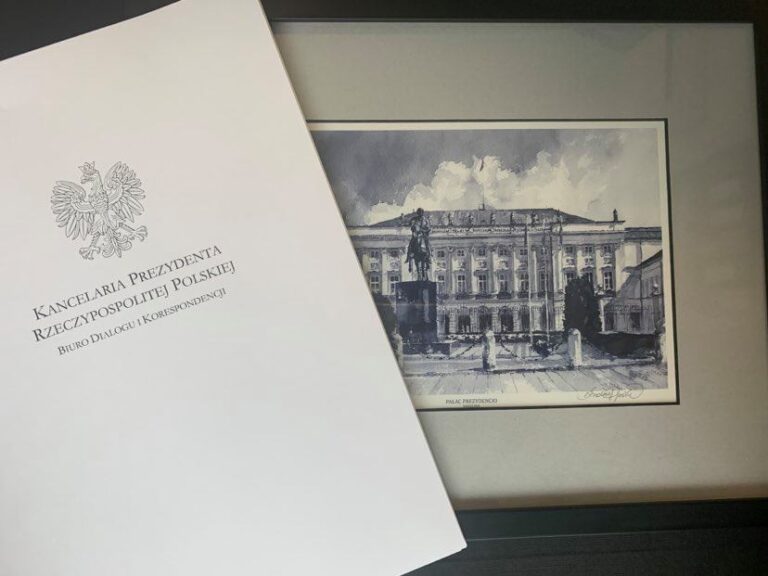 KANCELARIA PREZYDENTA
RZECZYPOSPOLITEJ POLSKIEJ
BIURO DIALOGU I KORESPONDENCJI
PAŁAC PREZYDENCKI